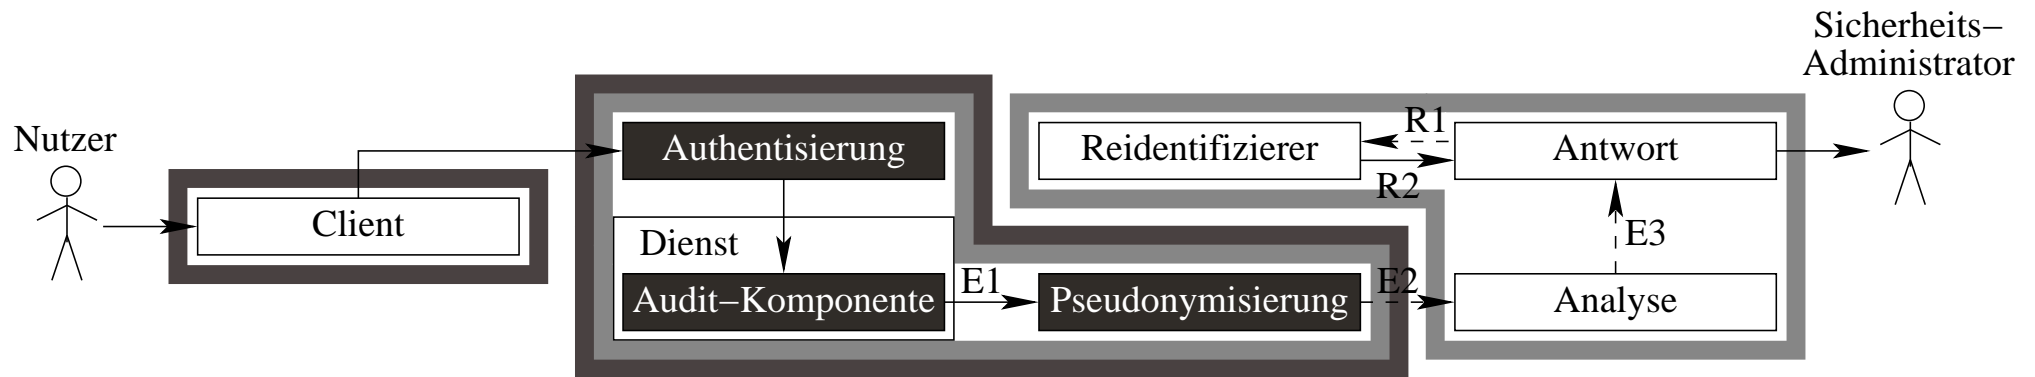 Sicherheits–
Administrator
Nutzer
Client
Authentisierung
Dienst
Audit–Komponente
E1
Pseudonymisierung
E2
Reidentifizierer
R1
R2
Antwort
E3
Analyse